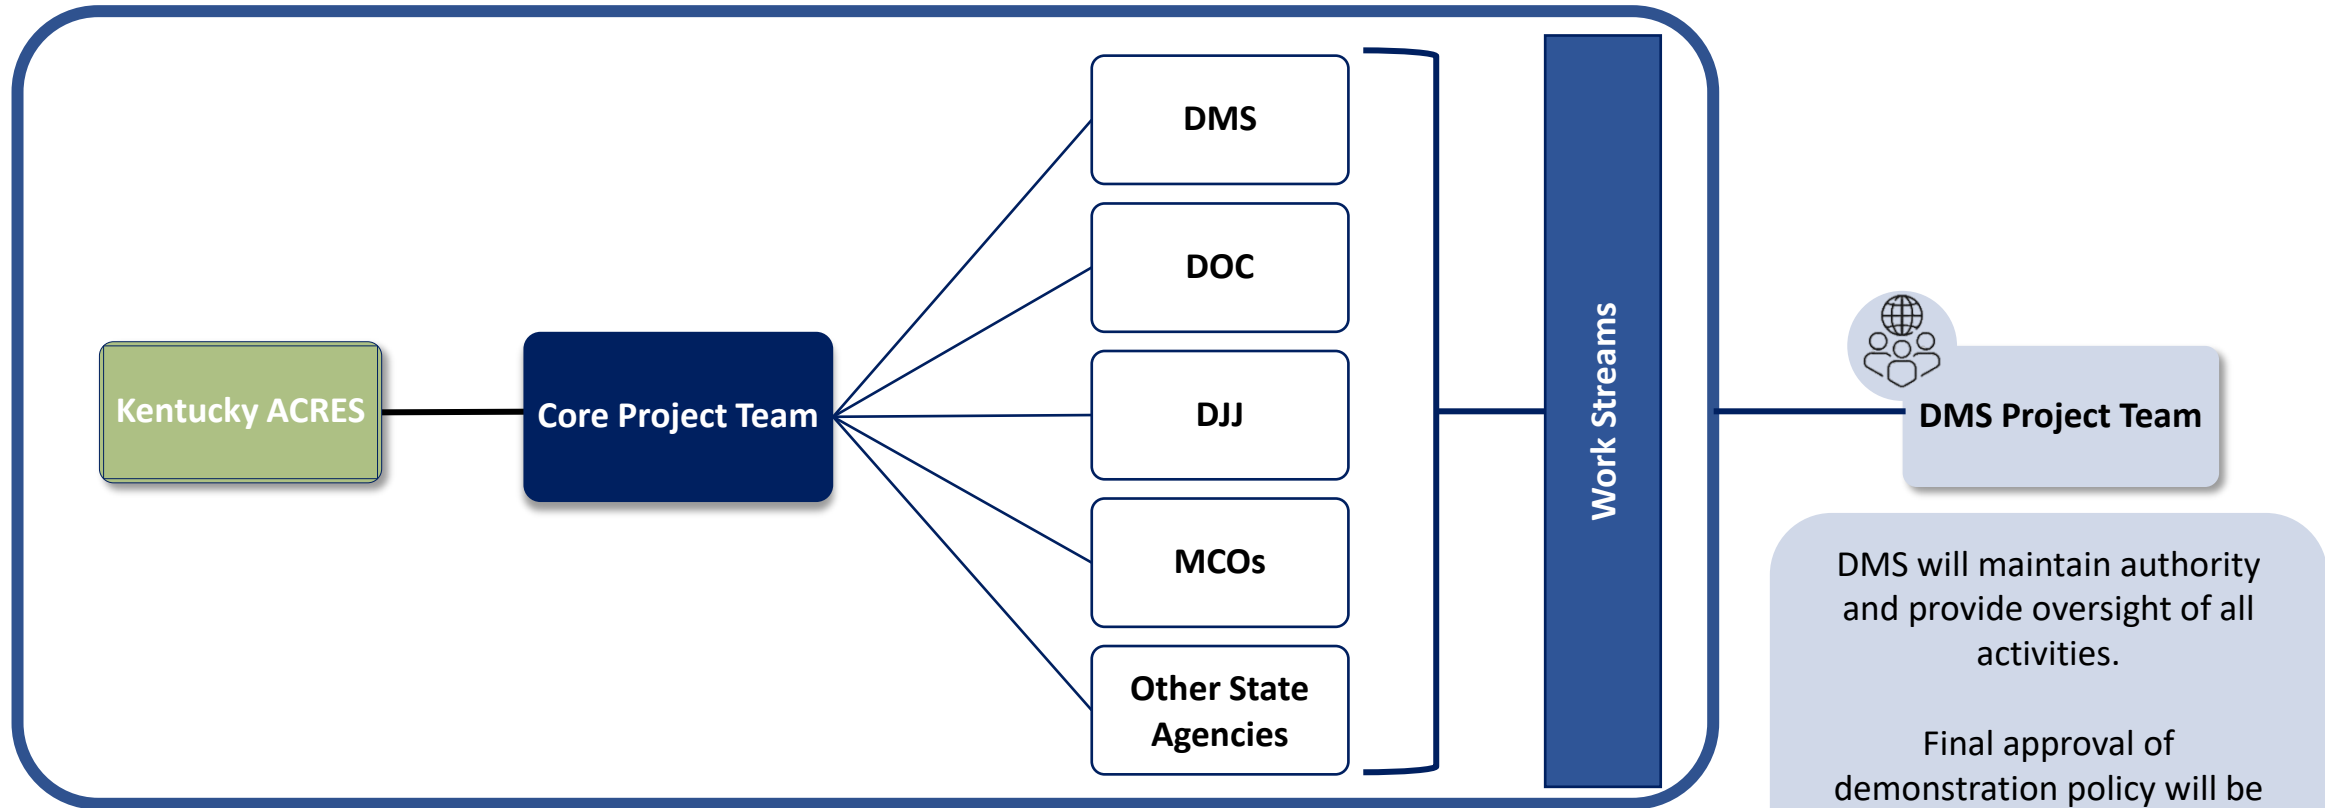 Kentucky ACRES
Core Project Team
DMS
DOC
DJJ
MCOs
Other State
Agencies
Work Streams
DMS Project Team
DMS will maintain authority
and provide oversight of all
activities.
Final approval of
demonstration policy will be